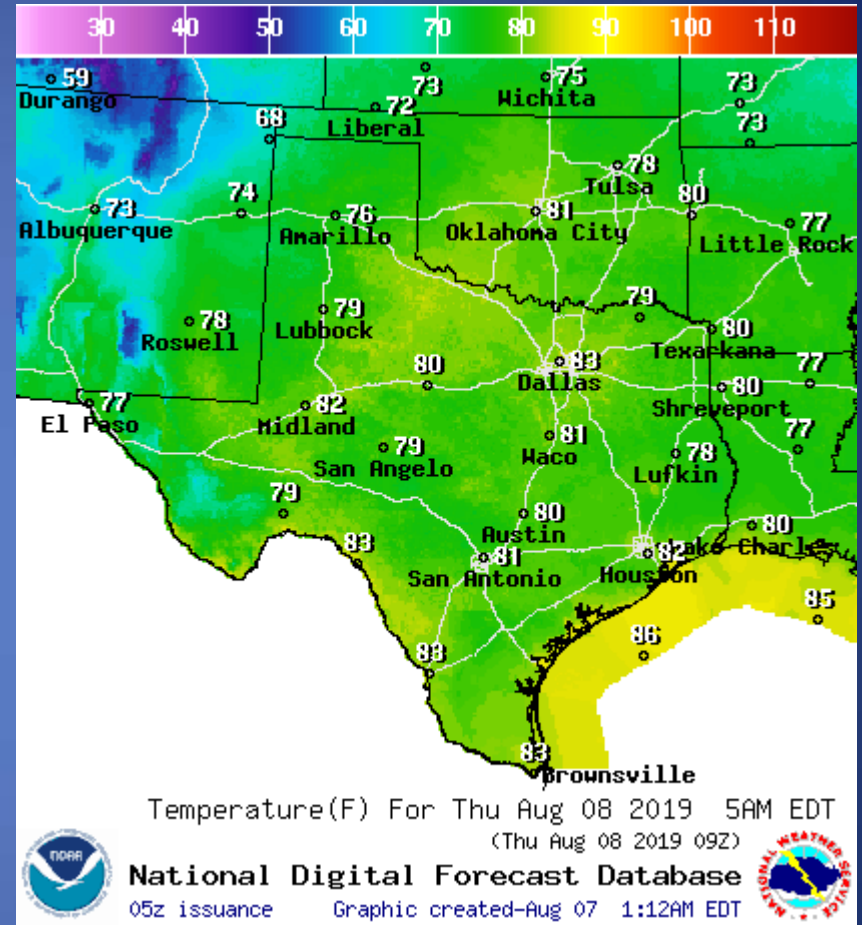 30 40 50 60 70 80 90 100 110
59
Durango
73
75
Wichita
73
72
Liberal
68
73
78
Tulsa
73
Albuquerque
74
76
Amarillo
81
Oklahoma City
80
77
Little Rock
78
Roswell
79
Lubbock
79
80
Texarkana
80
83
Dallas
77
El Paso
82
Midland
80
Shreveport
77
79
San Angelo
81
Waco
78
Lufkin
77
79
80
Austin
83
81
San Antonio
82
Houston
80
Lake Charles
85
86
83
83
Brownsville
Temperature(F) For Thu Aug 08 2019 5AM EDT
(Thu Aug 08 2019 09Z)
NOAA
National Digital Forecast Database
05z issuance Graphic created-Aug 07 1:12AM EDT
NATIONAL WEATHER SERVICE